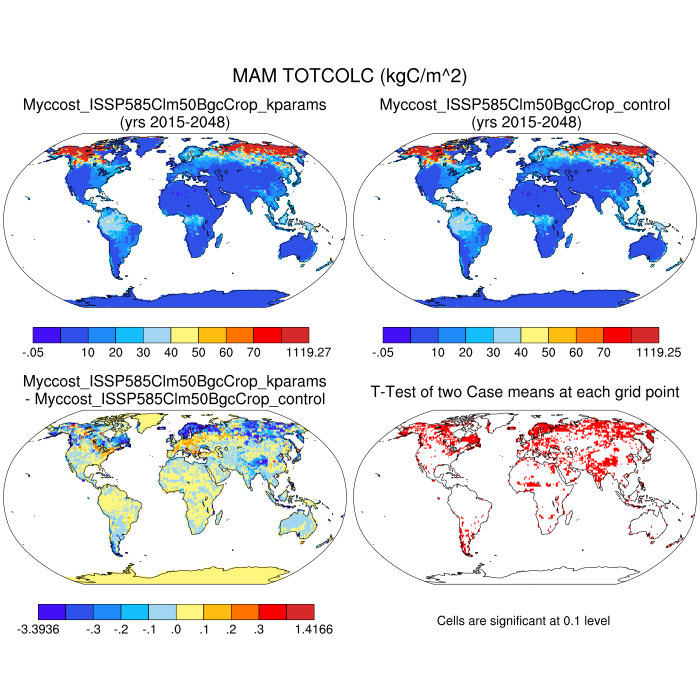 MAM TOTCOLC (kgC/m^2)
Myccost_ISSP585Clm50BgcCrop_kparams
(yrs 2015-2048)
Myccost_ISSP585Clm50BgcCrop_control
(yrs 2015-2048)
-.05 10 20 30 40 50 60 70 1119.27
-.05 10 20 30 40 50 60 70 1119.25
Myccost_ISSP585Clm50BgcCrop_kparams
- Myccost_ISSP585Clm50BgcCrop_control
T-Test of two Case means at each grid point
-3.3936 -.3 -.2 -.1 .0 .1 .2 .3 1.4166
Cells are significant at 0.1 level